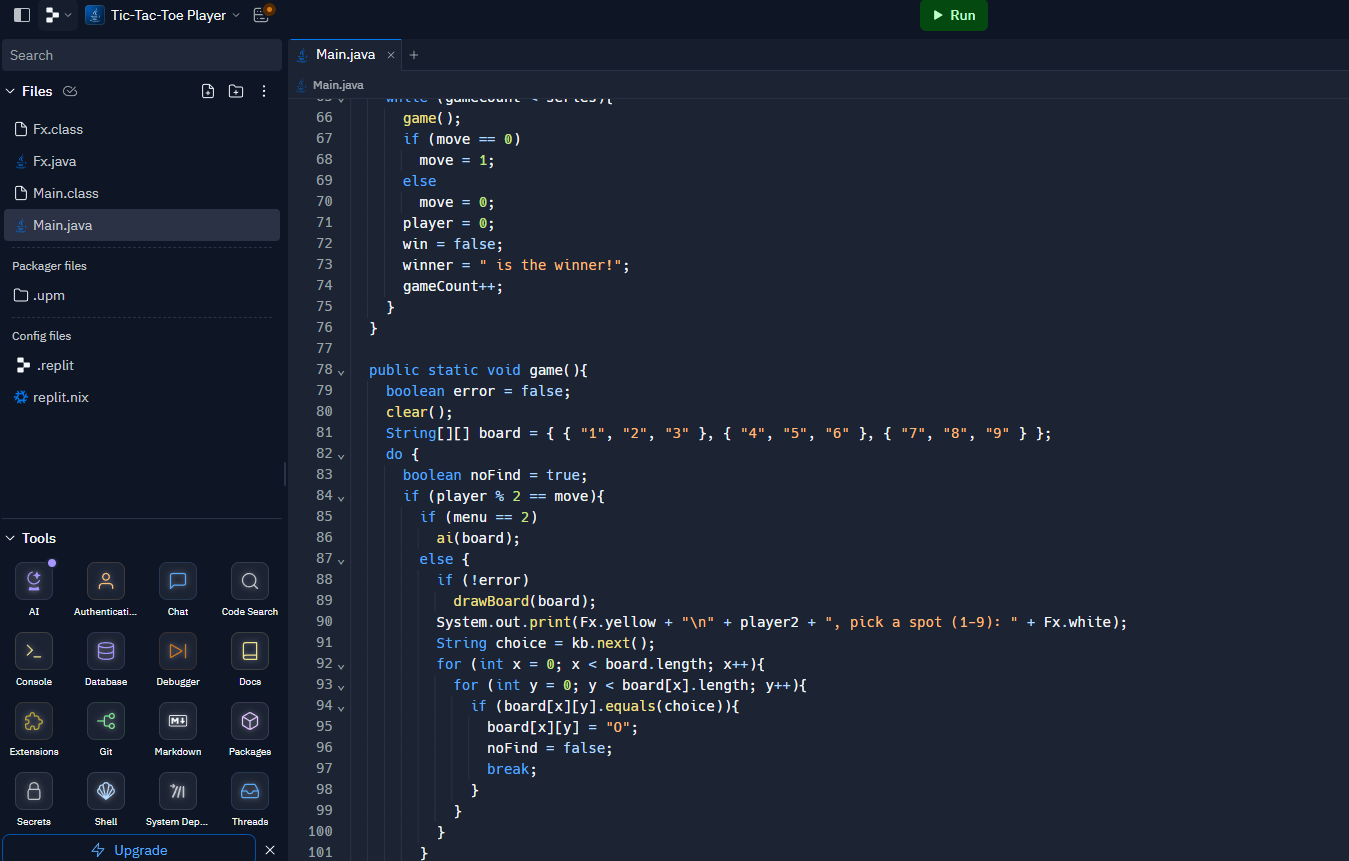 Tic-Tac-Toe Player
Run
Search
Files
Fx.class
Fx.java
Main.class
Main.java
Packager files
.upm
Config files
.replit
replit.nix
Tools
AI
Authenticati...
Chat
Code Search
Console
Database
Debugger
Docs
Extensions
Git
Markdown
Packages
Secrets
Shell
System Dep...
Threads
Upgrade
Main.java
Main.java
65 while (gameCount < series){
66 game();
67 if (move == 0)
68 move = 1;
69 else
70 move = 0;
71 player = 0;
72 win = false;
73 winner = " is the winner!";
74 gameCount++;
75 }
76 }
77
78 public static void game(){
79 boolean error = false;
80 clear();
81 String[][] board = { { "1", "2", "3" }, { "4", "5", "6" }, { "7", "8", "9" } };
82 do {
83 boolean noFind = true;
84 if (player % 2 == move){
85 if (menu == 2)
86 ai(board);
87 else {
88 if (!error)
89 drawBoard(board);
90 System.out.print(Fx.yellow + "\n" + player2 + ", pick a spot (1-9): " + Fx.white);
91 String choice = kb.next();
92 for (int x = 0; x < board.length; x++){
93 for (int y = 0; y < board[x].length; y++){
94 if (board[x][y].equals(choice)){
95 board[x][y] = "O";
96 noFind = false;
97 break;
98 }
99 }
100 }
101 }